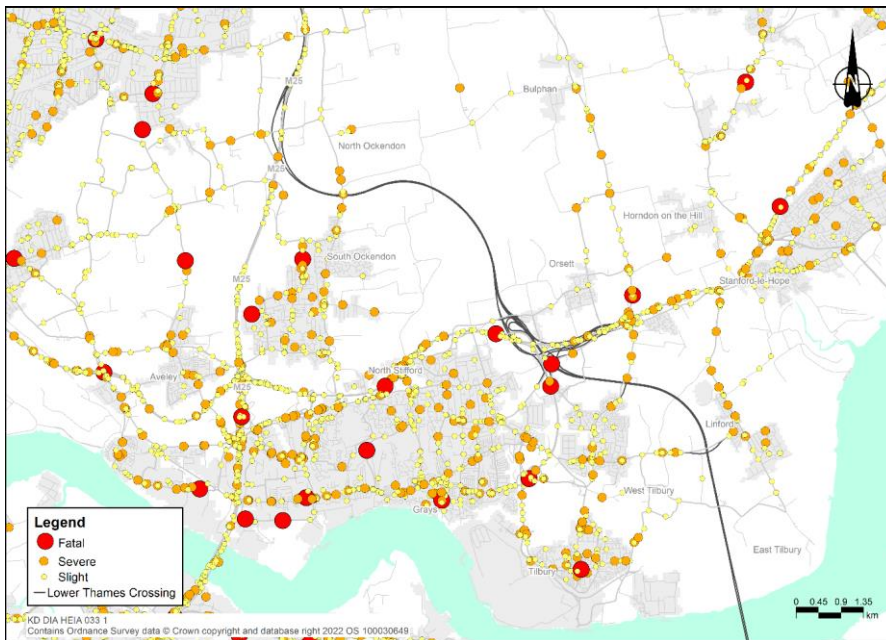 M25
Bulphan
N
North Ockendon
M25
Horndon on the Hill
South Ockendon
Orsett
M25
Stanford-le-Hope
North Stifford
Aveley
M25
Linford
West Tilbury
Grays
East Tilbury
Tilbury
Legend
Fatal
Severe
Slight
Lower Thames Crossing
0 0.45 0.9 1.35
km
KD DIA HEIA 033 1
Contains Ordnance Survey data © Crown copyright and database right 2022 OS 100030649